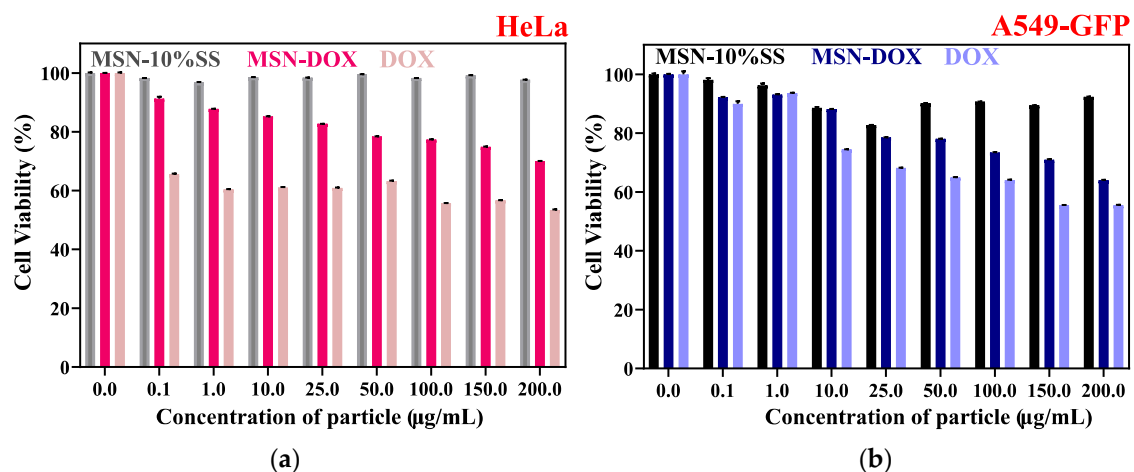 HeLa
MSN-10%SS MSN-DOX DOX
Cell Viability (%)
100
80
60
40
20
0
0.0 0.1 1.0 10.0 25.0 50.0 100.0 150.0 200.0
Concentration of particle (μg/mL)
(a)
A549-GFP
MSN-10%SS MSN-DOX DOX
Cell Viability (%)
100
80
60
40
20
0
0.0 0.1 1.0 10.0 25.0 50.0 100.0 150.0 200.0
Concentration of particle (μg/mL)
(b)